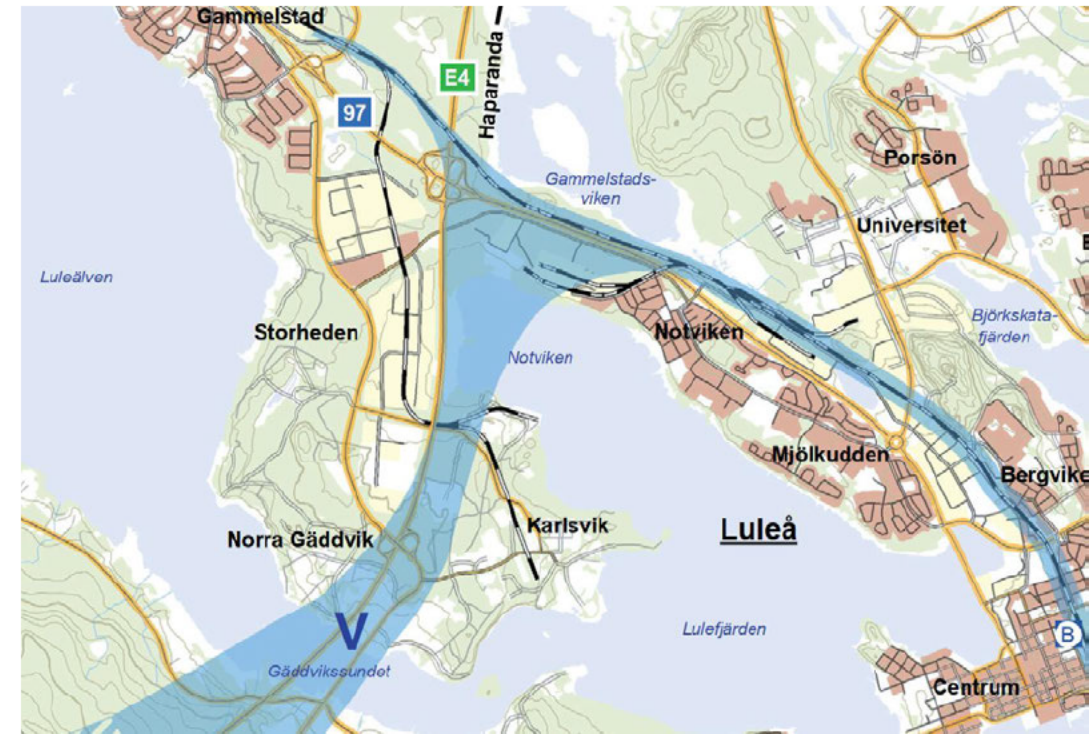 Gammelstad
E4
97
Haparanda
Porsön
Gammelstads-
viken
Universitet
Luleälven
Björkskata-
fjärden
Storheden
Notviken
Notviken
Mjölkudden
Bergvike
Norra Gäddvik
Karlsvik
Luleå
V
Lulefjärden
B
Gäddvikssundet
Centrum